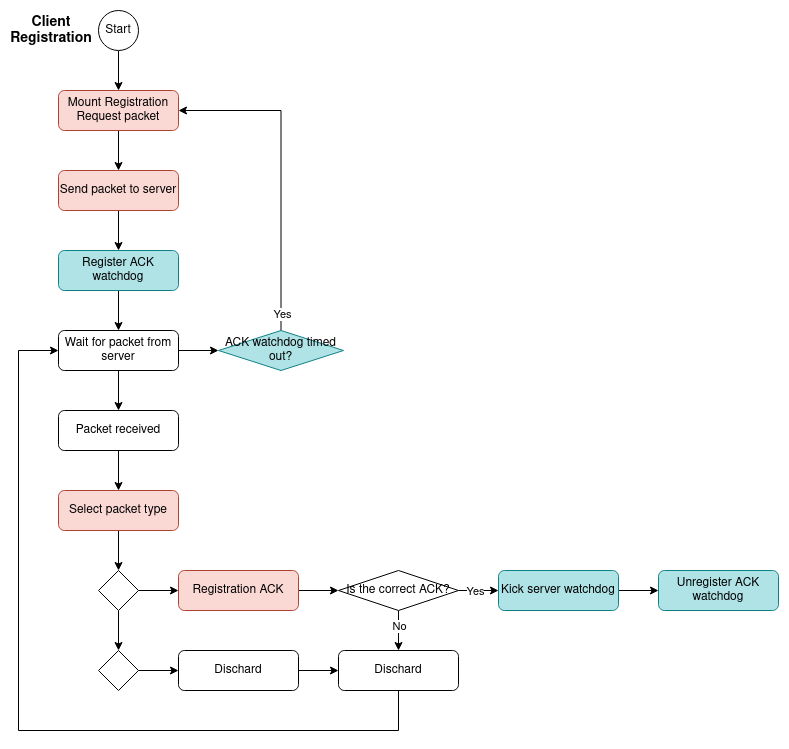 Client
Registration
Start
Mount Registration
Request packet
Send packet to server
Register ACK
watchdog
Yes
Wait for packet from
server
ACK watchdog timed
out?
Packet received
Select packet type
Registration ACK
Is the correct ACK?
Yes
Kick server watchdog
Unregister ACK
watchdog
No
Dischard
Dischard